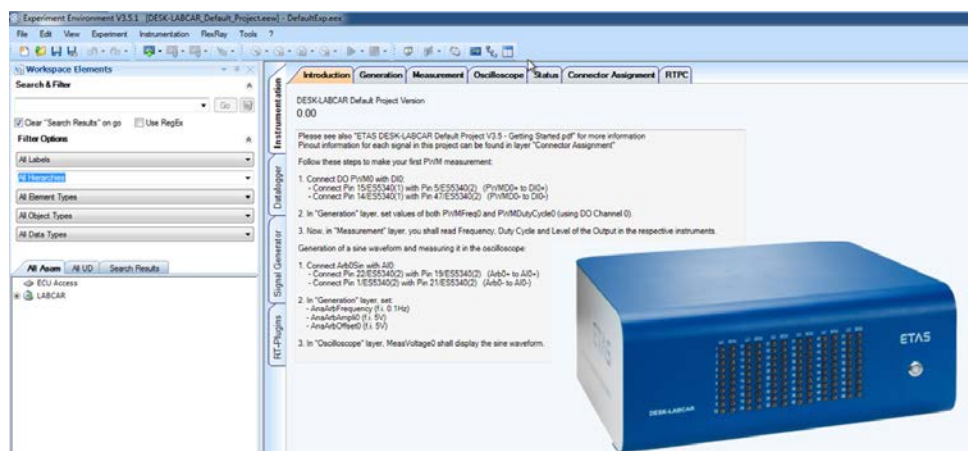 Experiment Environment V3.5.1 [DESK-LABCAR_Default_Project.eew] - DefaultExp.eex
File Edit View Experiment Instrumentation FlexRay Tools ?
Workspace Elements
Search & Filter
Go
Clear "Search Results" on go Use RegEx
Filter Options
All Labels
All Hierarchies
All Element Types
All Object Types
All Data Types
All Asam All UD Search Results
ECU Access
LABCAR
Instrumentation
Datalogger
Signal Generator
RT-Plugins
Introduction Generation Measurement Oscilloscope Status Connector Assignment RTPC
DESK-LABCAR Default Project Version
0.00
Please see also "ETAS DESK-LABCAR Default Project V3.5 - Getting Started.pdf" for more information
Pinout information for each signal in this project can be found in layer "Connector Assignment"
Follow these steps to make your first PWM measurement:
1. Connect DO PWM0 with DI0:
- Connect Pin 15/ES5340(1) with Pin 5/ES5340(2) (PWMD0+ to DI0+)
- Connect Pin 14/ES5340(1) with Pin 47/ES5340(2) (PWMD0- to DI0-)
2. In "Generation" layer, set values of both PWMFreq0 and PWMDutyCycle0 (using DO Channel 0).
3. Now, in "Measurement" layer, you shall read Frequency, Duty Cycle and Level of the Output in the respective instruments.
Generation of a sine waveform and measuring it in the oscilloscope:
1. Connect Arb0Sin with AI0:
- Connect Pin 22/ES5340(2) with Pin 19/ES5340(2) (Arb0+ to AI0+)
- Connect Pin 1/ES5340(2) with Pin 21/ES5340(2) (Arb0- to AI0-)
2. In "Generation" layer, set:
- AnaArbFrequency (f.i. 0.1Hz)
- AnaArbAmpli0 (f.i. 5V)
- AnaArbOffset0 (f.i. 5V)
3. In "Oscilloscope" layer, MeasVoltage0 shall display the sine waveform.
ETAS
DESK-LABCAR